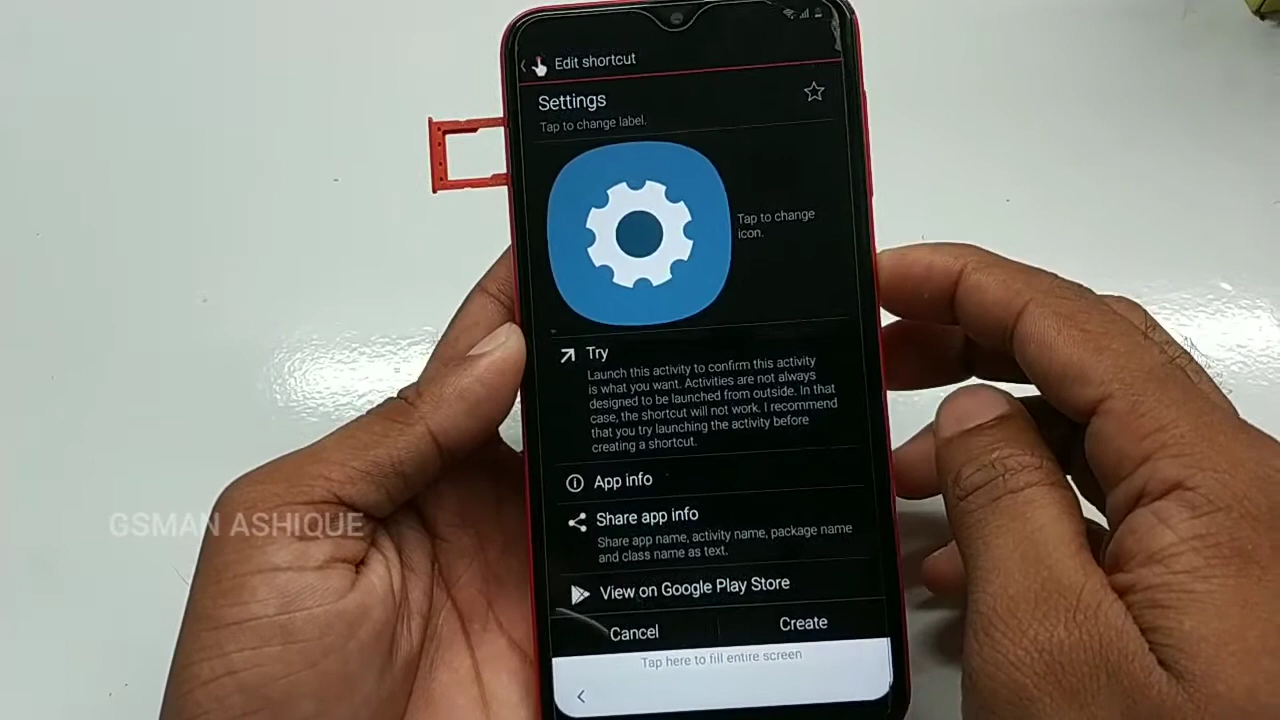 Edit shortcut
Settings
Tap to change label.
Tap to change
icon.
Try
Launch this activity to confirm this activity
is what you want. Activities are not always
designed to be launched from outside. In that
case, the shortcut will not work. I recommend
that you try launching the activity before
creating a shortcut.
App info
GSMAN ASHIQUE
Share app info
Share app name, activity name, package name
and class name as text.
View on Google Play Store
Cancel
Create
Tap here to fill entire screen